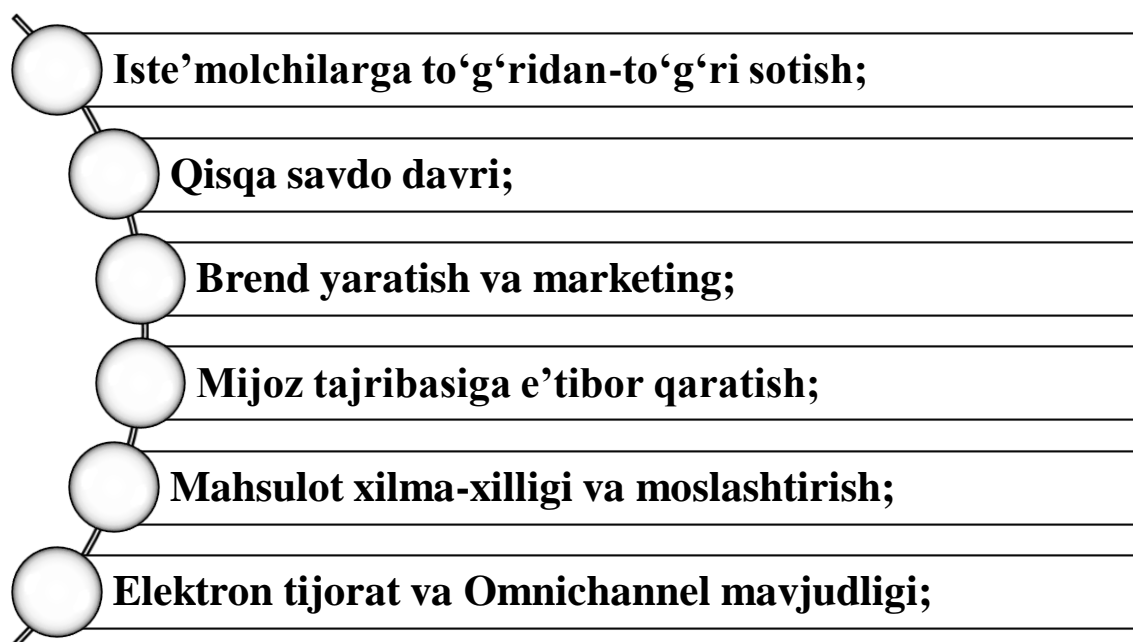 Iste’molchilarga to‘g‘ridan-to‘g‘ri sotish;
Qisqa savdo davri;
Brend yaratish va marketing;
Mijoz tajribasiga e’tibor qaratish;
Mahsulot xilma-xilligi va moslashtirish;
Elektron tijorat va Omnichannel mavjudligi;